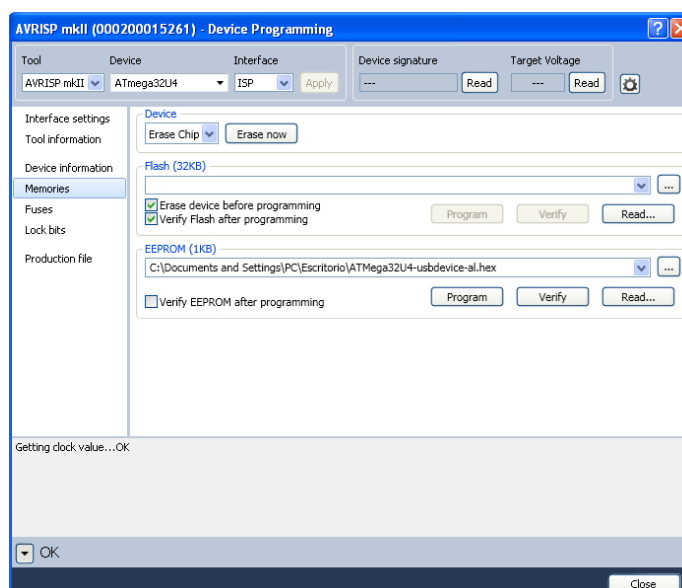 AVRISP mkII (000200015261) - Device Programming
Tool Device Interface Device signature Target Voltage
AVRISP mkII ATmega32U4 ISP Apply --- Read --- Read
Interface settings
Tool information
Device information
Memories
Fuses
Lock bits
Production file
Device
Erase Chip Erase now
Flash (32KB)
...
Erase device before programming
Verify Flash after programming
Program Verify Read...
EEPROM (1KB)
C:\Documents and Settings\PC\Escritorio\ATMega32U4-usbdevice-al.hex ...
Verify EEPROM after programming
Program Verify Read...
Getting clock value...OK
OK
Close